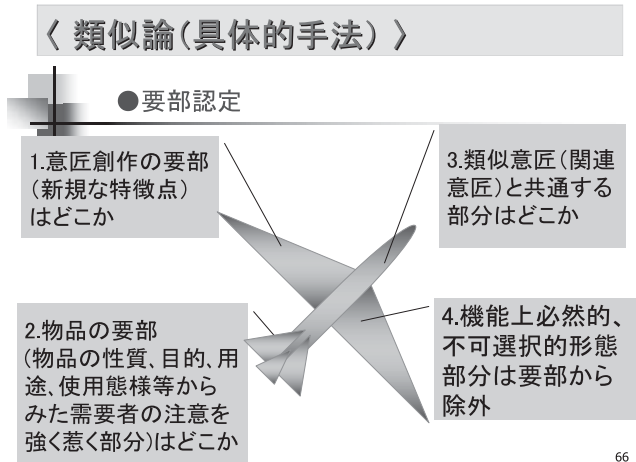 〈 類似論(具体的手法) 〉
●要部認定
1.意匠創作の要部
(新規な特徴点)
はどこか
3.類似意匠(関連
意匠)と共通する
部分はどこか
2.物品の要部
(物品の性質、目的、用
途、使用態様等から
みた需要者の注意を
強く惹く部分)はどこか
4.機能上必然的、
不可選択的形態
部分は要部から
除外
66